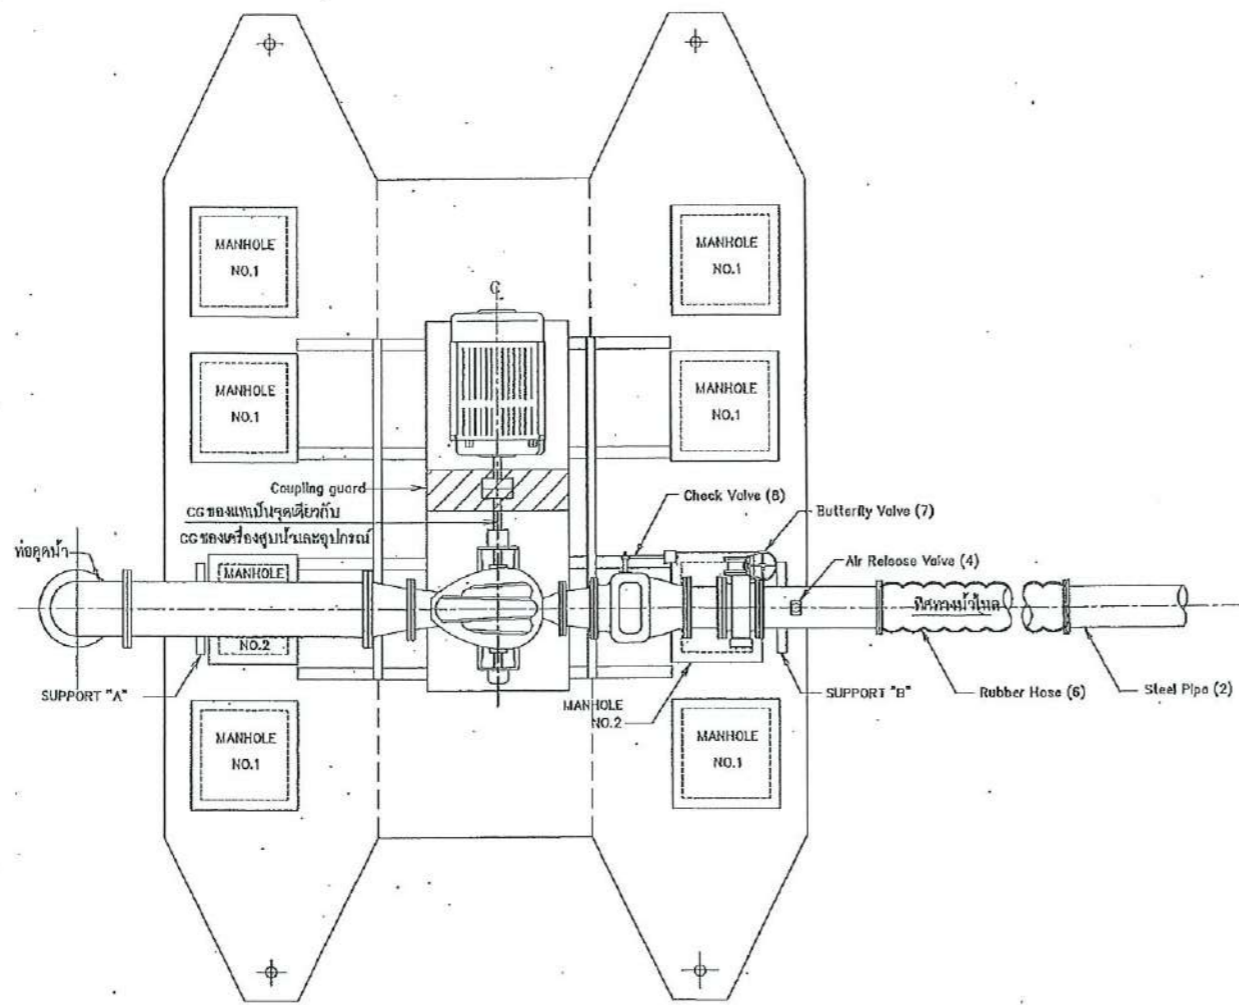 MANHOLE
NO.1
MANHOLE
NO.1
℄
MANHOLE
NO.1
MANHOLE
NO.1
Coupling guard
CG ของแพเป็นจุดเดียวกับ
CG ของเครื่องสูบน้ำและอุปกรณ์
Check Valve (8)
Butterfly Valve (7)
Air Release Valve (4)
ท่อดูดน้ำ
MANHOLE
NO.2
ทิศทางน้ำไหล
SUPPORT "A"
MANHOLE
NO.2
SUPPORT "B"
Rubber Hose (6)
Steel Pipe (2)
MANHOLE
NO.1
MANHOLE
NO.1